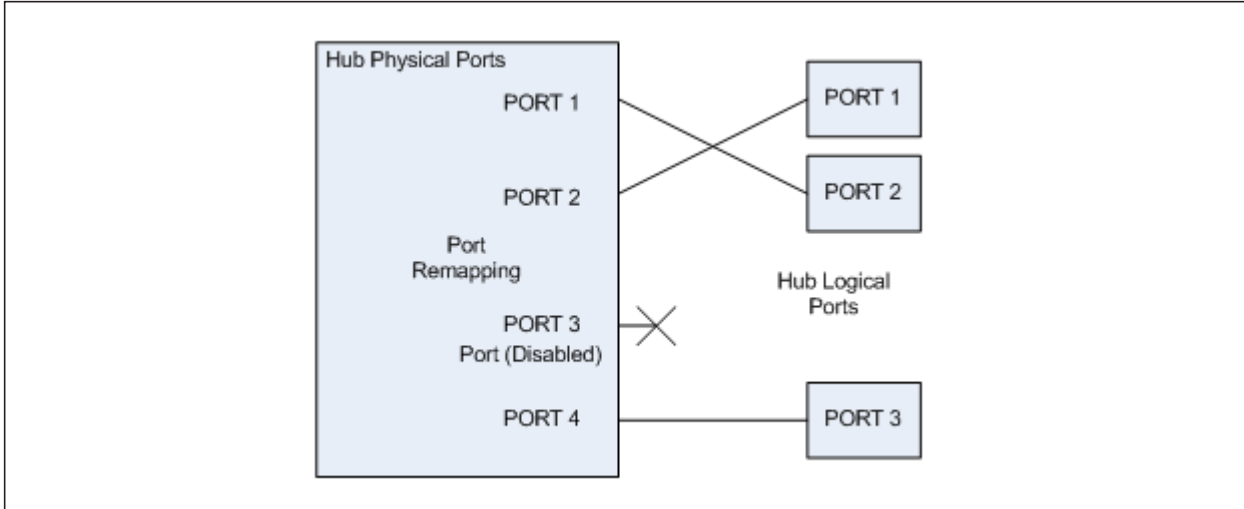 Hub Physical Ports
PORT 1
PORT 2
Port
Remapping
PORT 3
Port (Disabled)
PORT 4
PORT 1
PORT 2
Hub Logical
Ports
PORT 3